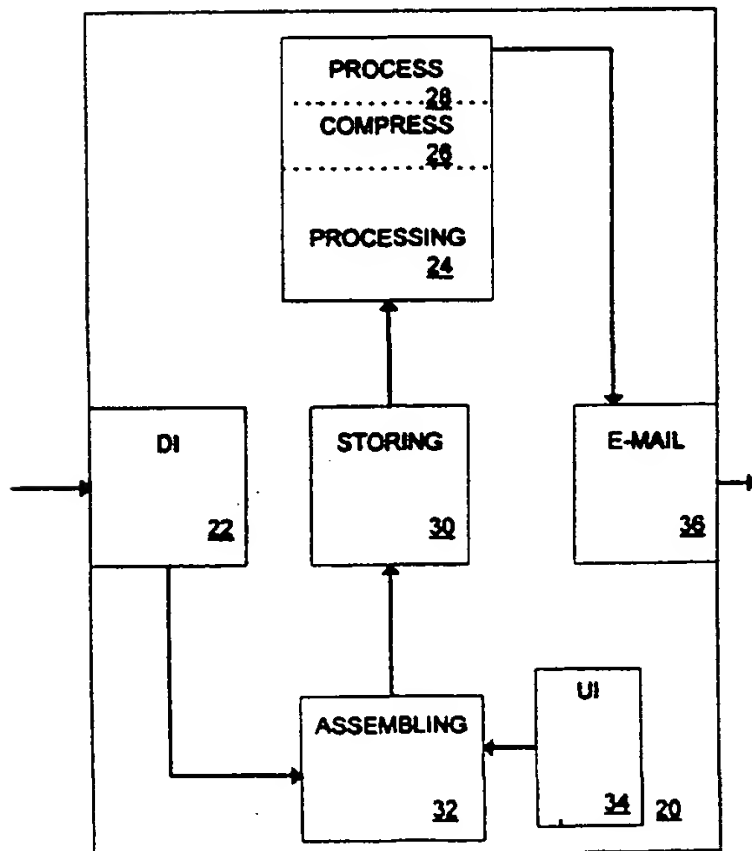 PROCESS
28
COMPRESS
26
PROCESSING
24
DI
22
STORING
30
E-MAIL
36
ASSEMBLING
32
UI
34
20